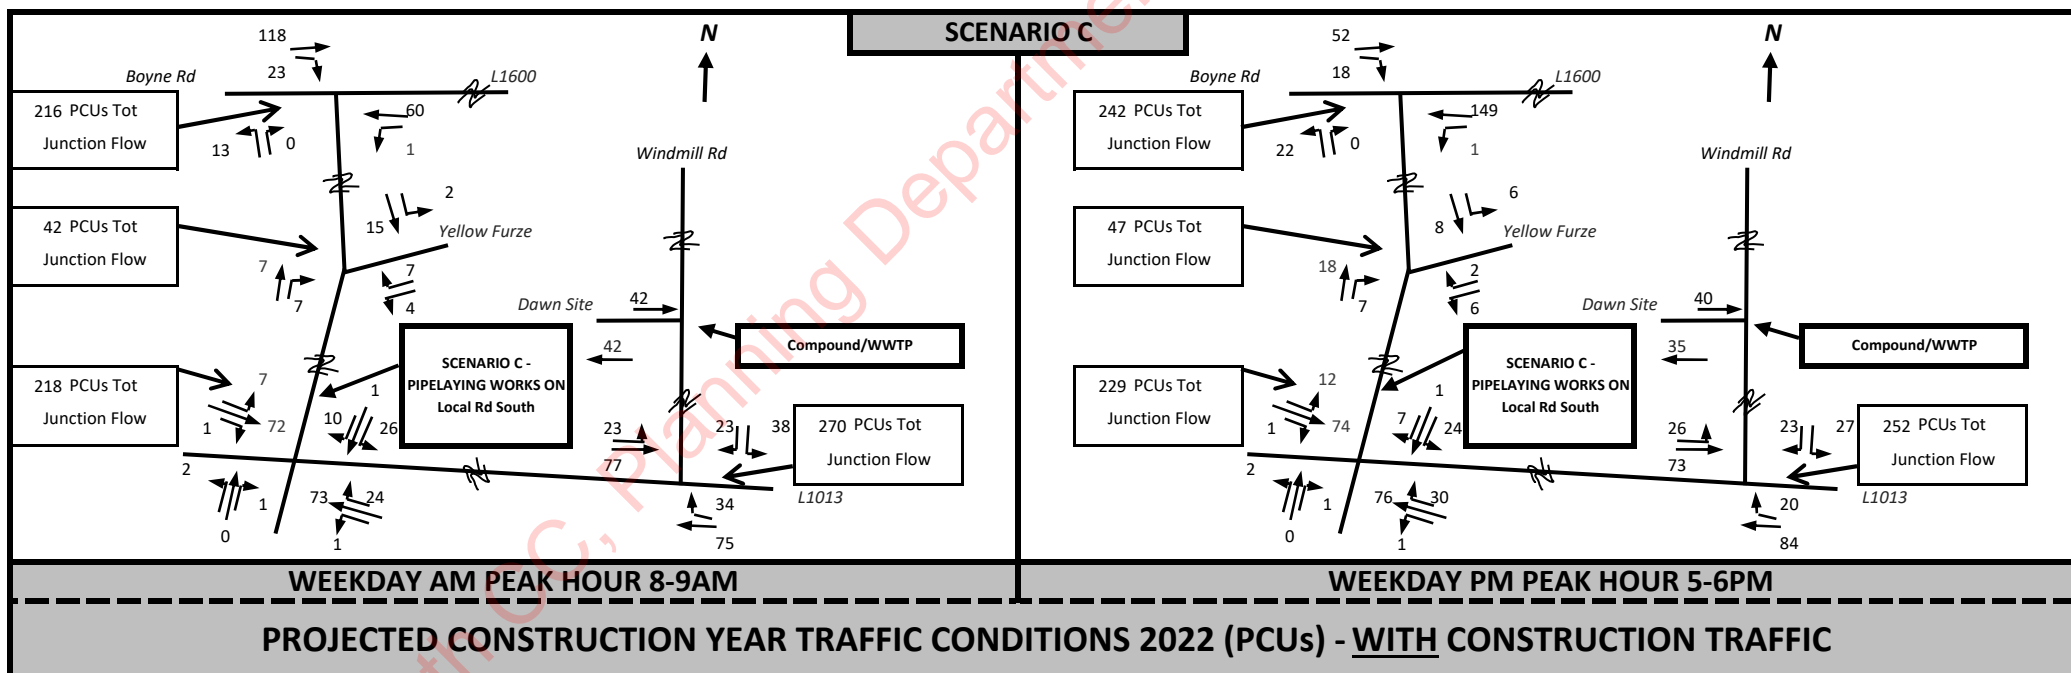 SCENARIO C
118
23
N
Boyne Rd
L1600
216 PCUs Tot
Junction Flow
60
13
0
1
Windmill Rd
2
15
Yellow Furze
42 PCUs Tot
Junction Flow
7
7
7
4
Dawn Site
42
42
Compound/WWTP
SCENARIO C -
PIPELAYING WORKS ON
Local Rd South
218 PCUs Tot
Junction Flow
7
1
72
1
10
26
23
77
23
38
270 PCUs Tot
Junction Flow
2
1
0
73
24
1
L1013
34
75
WEEKDAY AM PEAK HOUR 8-9AM
52
18
N
Boyne Rd
L1600
242 PCUs Tot
Junction Flow
149
22
0
1
Windmill Rd
6
8
Yellow Furze
47 PCUs Tot
Junction Flow
18
7
2
6
Dawn Site
40
35
Compound/WWTP
SCENARIO C -
PIPELAYING WORKS ON
Local Rd South
229 PCUs Tot
Junction Flow
12
1
74
1
7
24
26
73
23
27
252 PCUs Tot
Junction Flow
2
1
0
76
30
1
L1013
20
84
WEEKDAY PM PEAK HOUR 5-6PM
PROJECTED CONSTRUCTION YEAR TRAFFIC CONDITIONS 2022 (PCUs) - WITH CONSTRUCTION TRAFFIC
CC, Planning Departme